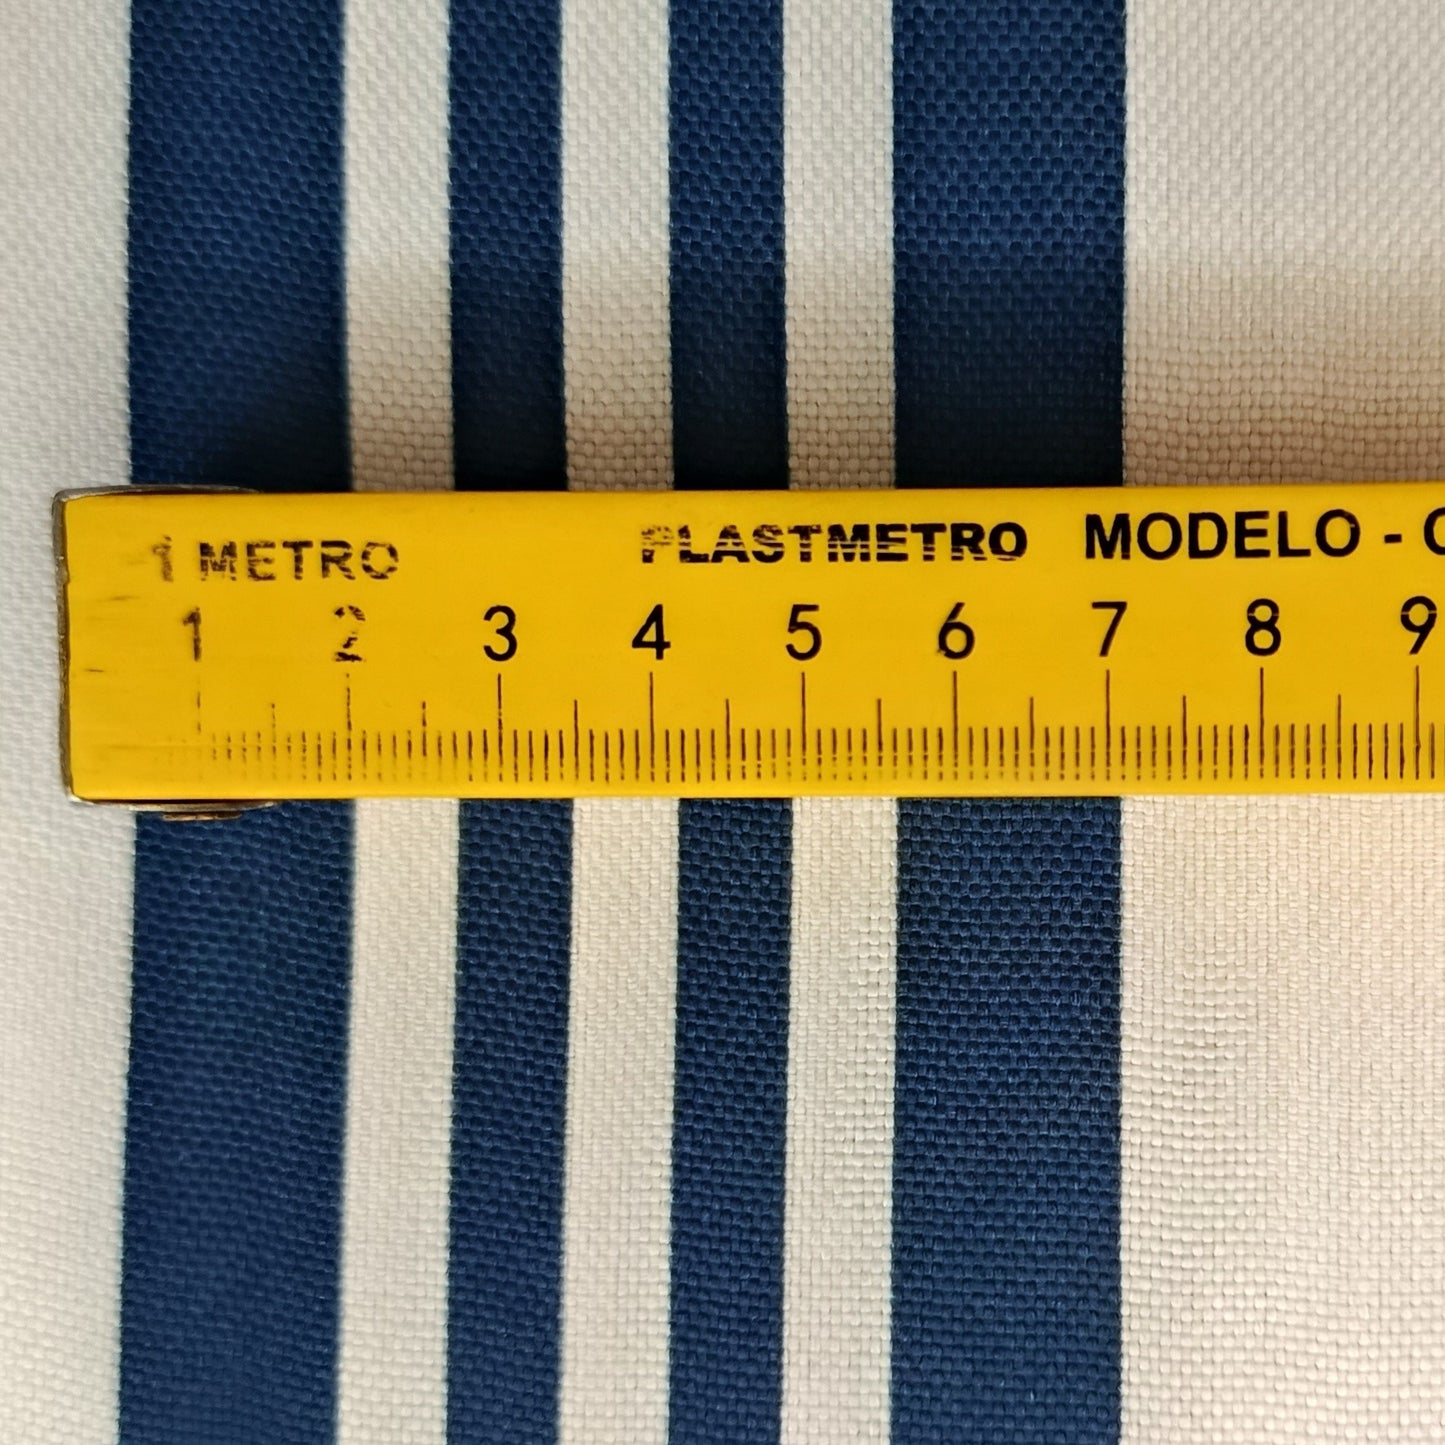 1 METRO PLASTMETRO MODELO -
1 2 3 4 5 6 7 8 9